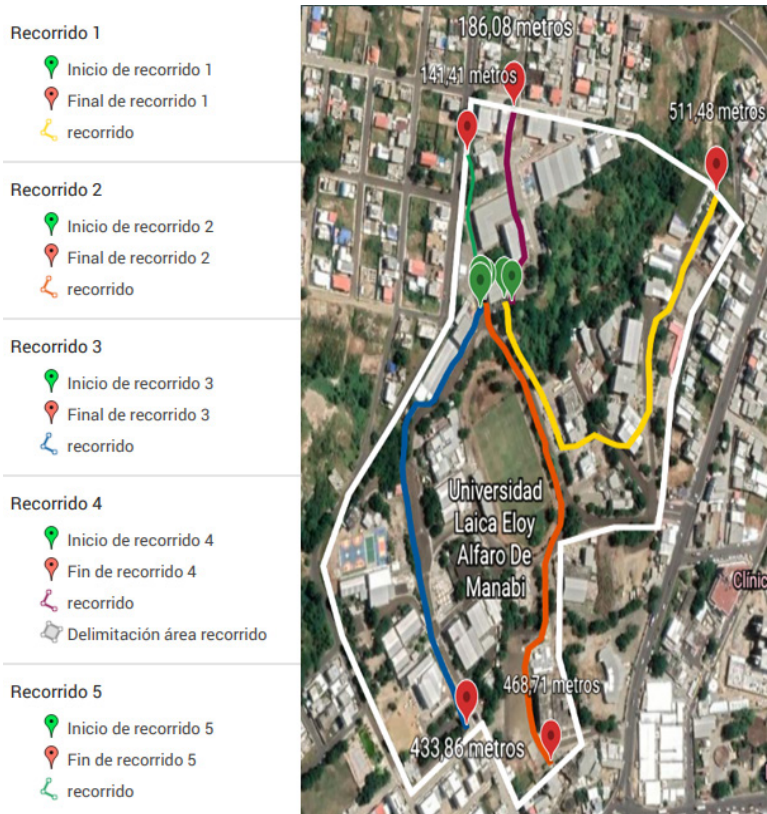 Recorrido 1
Inicio de recorrido 1
Final de recorrido 1
recorrido
Recorrido 2
Inicio de recorrido 2
Final de recorrido 2
recorrido
Recorrido 3
Inicio de recorrido 3
Final de recorrido 3
recorrido
Recorrido 4
Inicio de recorrido 4
Fin de recorrido 4
recorrido
Delimitación área recorrido
Recorrido 5
Inicio de recorrido 5
Fin de recorrido 5
recorrido
186,08 metros
141,41 metros
511,48 metros
Universidad
Laica Eloy
Alfaro De
Manabi
Clínic
468,71 metros
433,86 metros